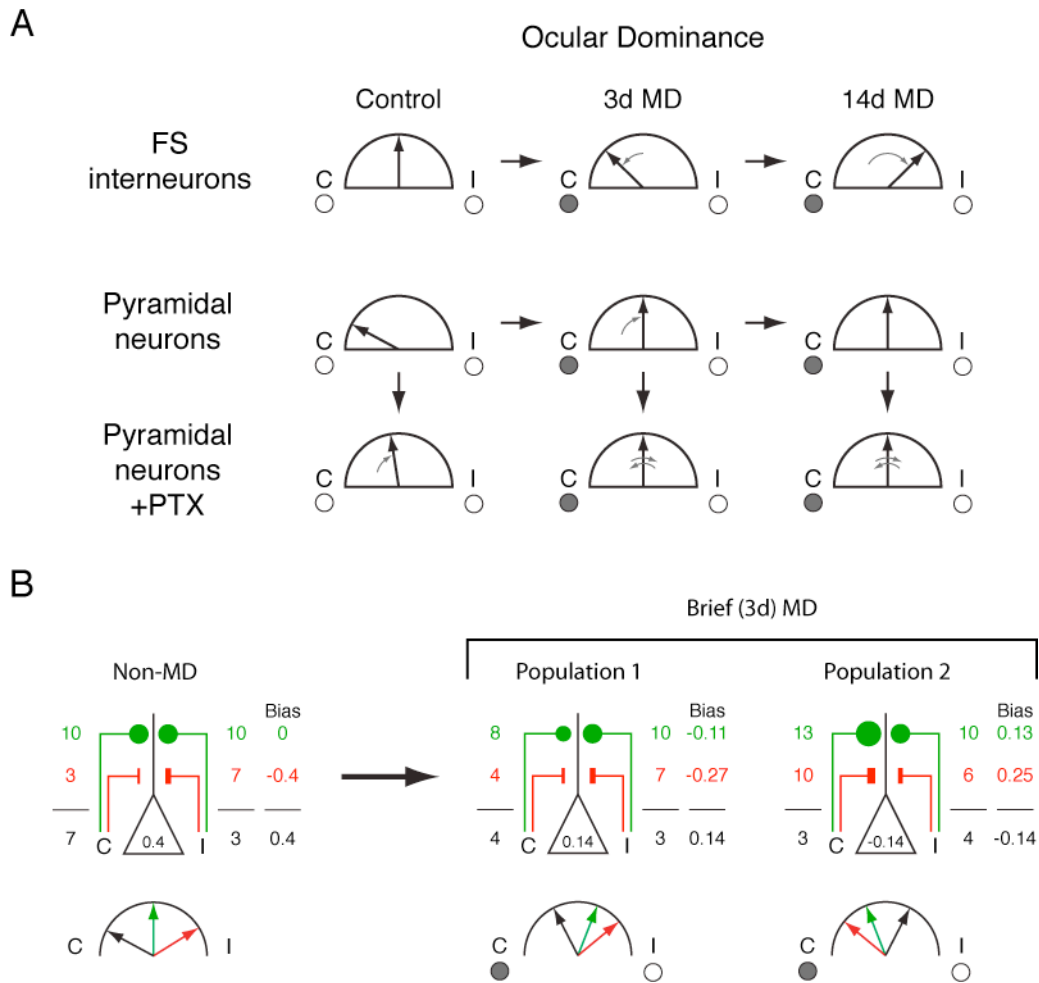 A
Ocular Dominance
Control 3d MD 14d MD
FS
interneurons
C I C I C I
Pyramidal
neurons
C I C I C I
Pyramidal
neurons
+PTX
C I C I C I
B
Brief (3d) MD
Non-MD Population 1 Population 2
Bias Bias Bias
10 10 0 8 10 -0.11 13 10 0.13
3 7 -0.4 4 7 -0.27 10 6 0.25
7 C 0.4 I 3 0.4 4 C 0.14 I 3 0.14 3 C -0.14 I 4 -0.14
C I C I C I